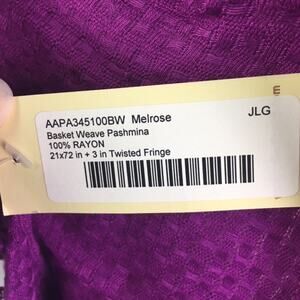 AAPA345100BW Melrose JLG
Basket Weave Pashmina
100% RAYON
21x72 in + 3 in Twisted Fringe